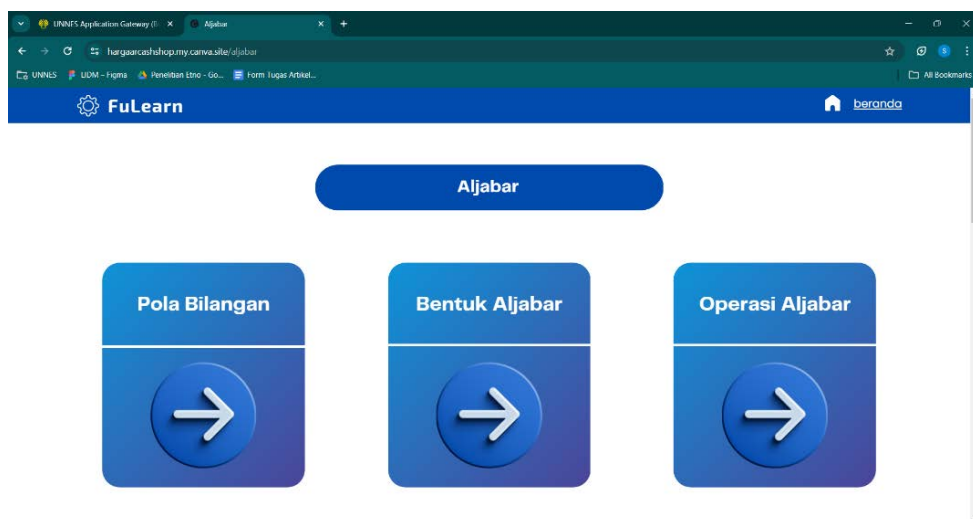 UNNES Application Gateway (
Aljabar
hargaarcashshop.my.canva.site/aljabar
UNNES
UDM - Figma
Penelitian Etno - Go...
Form Tugas Artikel...
All Bookmarks
FuLearn
beranda
Aljabar
Pola Bilangan
Bentuk Aljabar
Operasi Aljabar